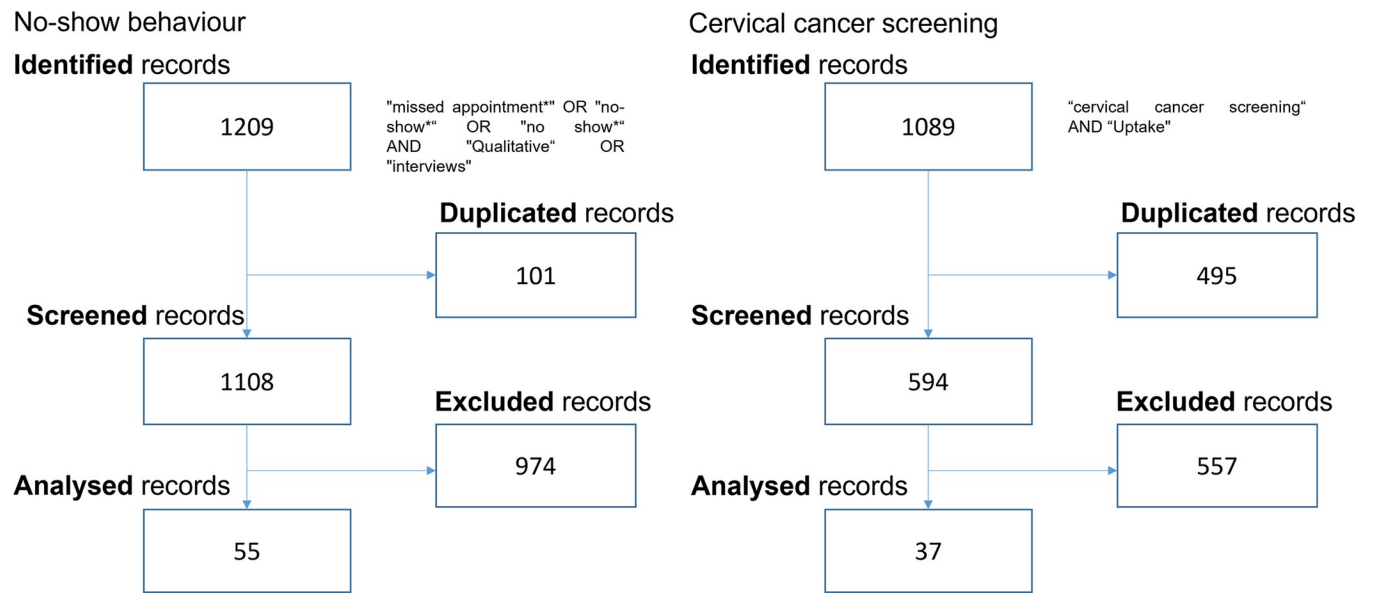 No-show behaviour
Identified records
1209
"missed appointment*" OR "no-
show*“ OR "no show*“
AND "Qualitative“ OR
"interviews"
Duplicated records
101
Screened records
1108
Excluded records
974
Analysed records
55
Cervical cancer screening
Identified records
1089
“cervical cancer screening“
AND “Uptake"
Duplicated records
495
Screened records
594
Excluded records
557
Analysed records
37